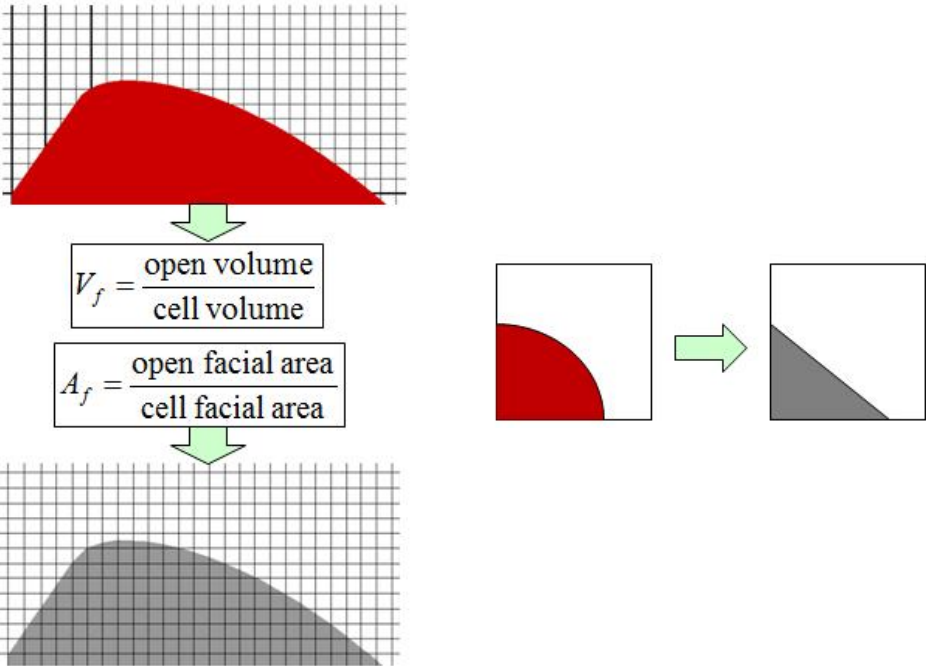 V_f = open volume / cell volume
A_f = open facial area / cell facial area